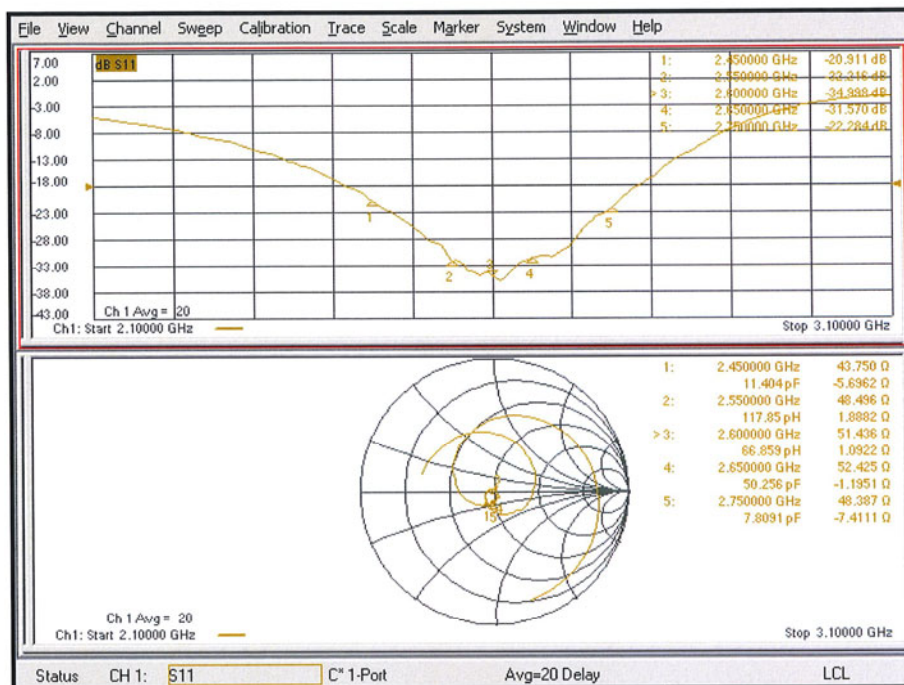 File View Channel Sweep Calibration Trace Scale Marker System Window Help
dB S11
7.00
2.00
-3.00
-8.00
-13.00
-18.00
-23.00
-28.00
-33.00
-38.00
-43.00
1: 2.450000 GHz -20.911 dB
2: 2.550000 GHz -32.216 dB
> 3: 2.600000 GHz -34.998 dB
4: 2.650000 GHz -31.570 dB
5: 2.750000 GHz -22.284 dB
1
2
3
4
5
Ch 1 Avg = 20
Ch1: Start 2.10000 GHz
Stop 3.10000 GHz
1: 2.450000 GHz 43.750 Ω
11.404 pF -5.6962 Ω
2: 2.550000 GHz 48.496 Ω
117.85 pH 1.8882 Ω
> 3: 2.600000 GHz 51.436 Ω
66.859 pH 1.0922 Ω
4: 2.650000 GHz 52.425 Ω
50.256 pF -1.1951 Ω
5: 2.750000 GHz 48.387 Ω
7.8091 pF -7.4111 Ω
Ch 1 Avg = 20
Ch1: Start 2.10000 GHz
Stop 3.10000 GHz
Status CH 1: S11 C* 1-Port Avg=20 Delay LCL